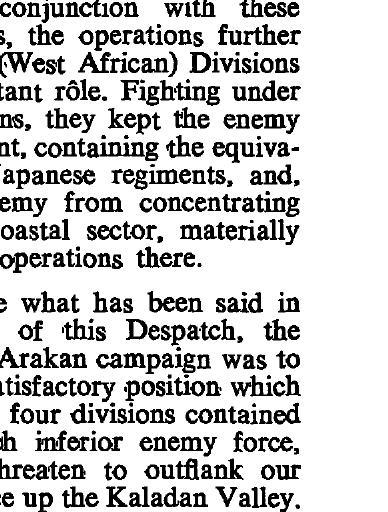 conjunction with these
s, the operations further
(West African) Divisions
tant rôle. Fighting under
ns, they kept the enemy
nt, containing the equiva-
apanese regiments, and,
emy from concentrating
oastal sector, materially
operations there.
e what has been said in
of this Despatch, the
Arakan campaign was to
atisfactory position which
four divisions contained
h inferior enemy force,
hreaten to outflank our
e up the Kaladan Valley.